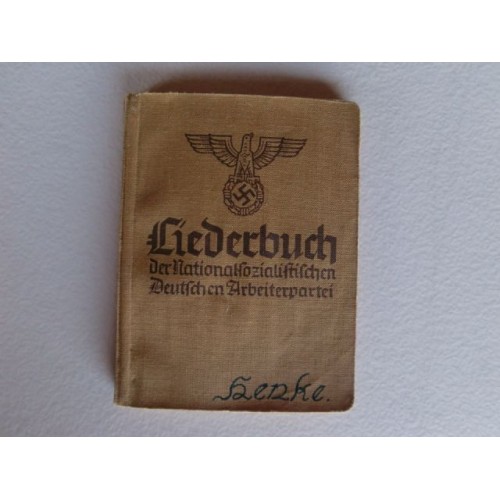 Liederbuch
der Nationalsozialistischen
Deutschen Arbeiterpartei
Henke.